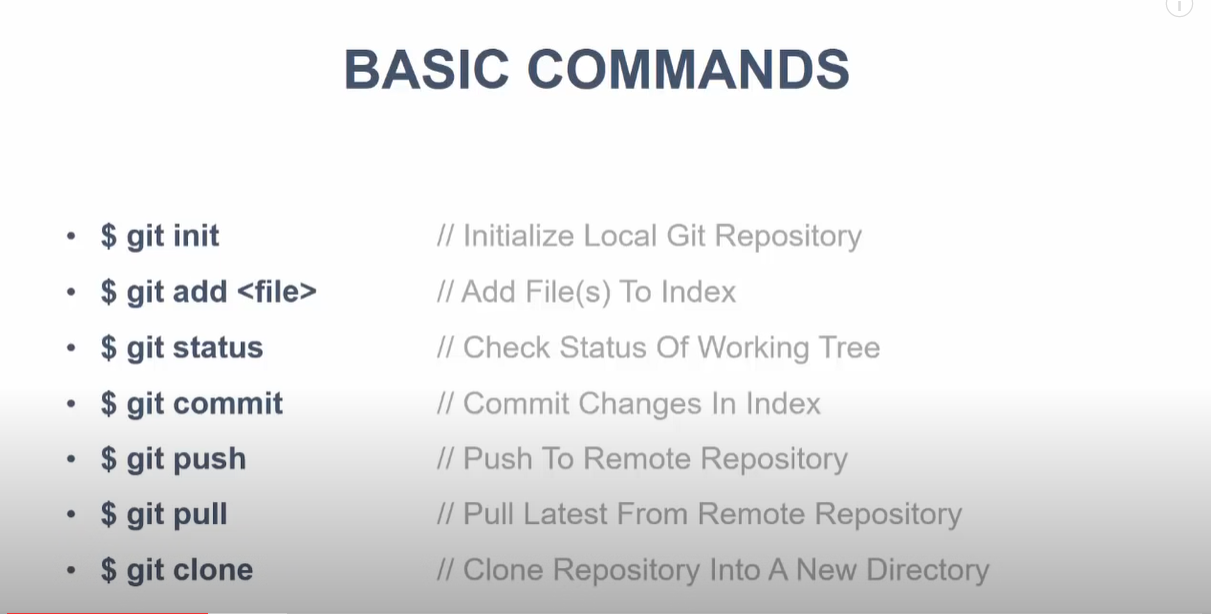 BASIC COMMANDS
• $ git init // Initialize Local Git Repository
• $ git add <file> // Add File(s) To Index
• $ git status // Check Status Of Working Tree
• $ git commit // Commit Changes In Index
• $ git push // Push To Remote Repository
• $ git pull // Pull Latest From Remote Repository
• $ git clone // Clone Repository Into A New Directory